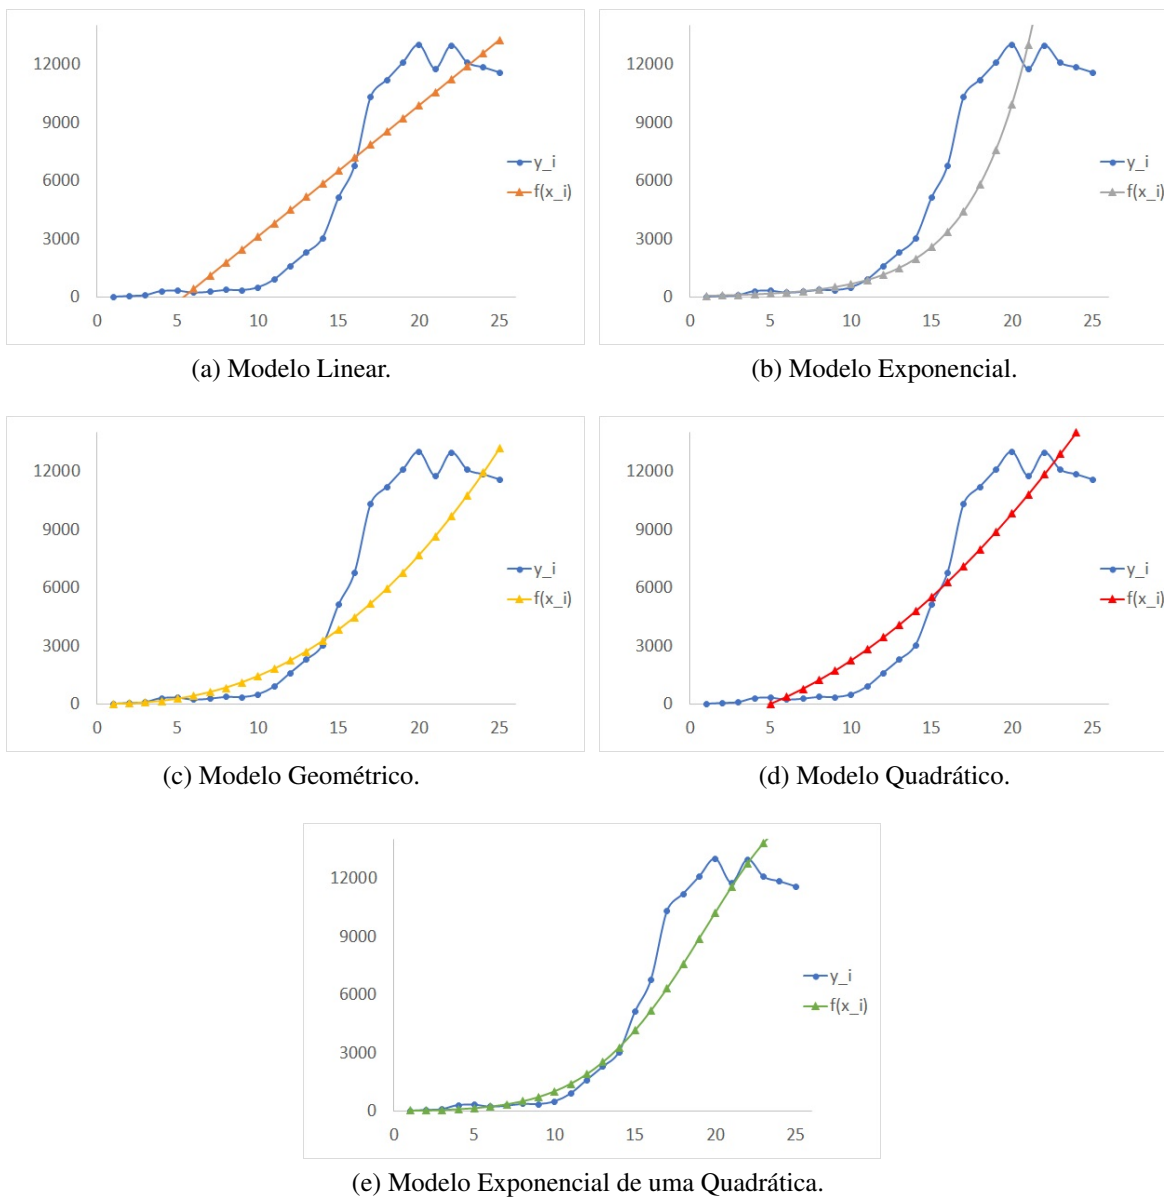 12000
9000
6000
3000
0
0 5 10 15 20 25
y_i
f(x_i)
(a) Modelo Linear.
12000
9000
6000
3000
0
0 5 10 15 20 25
y_i
f(x_i)
(b) Modelo Exponencial.
12000
9000
6000
3000
0
0 5 10 15 20 25
y_i
f(x_i)
(c) Modelo Geométrico.
12000
9000
6000
3000
0
0 5 10 15 20 25
y_i
f(x_i)
(d) Modelo Quadrático.
12000
9000
6000
3000
0
0 5 10 15 20 25
y_i
f(x_i)
(e) Modelo Exponencial de uma Quadrática.